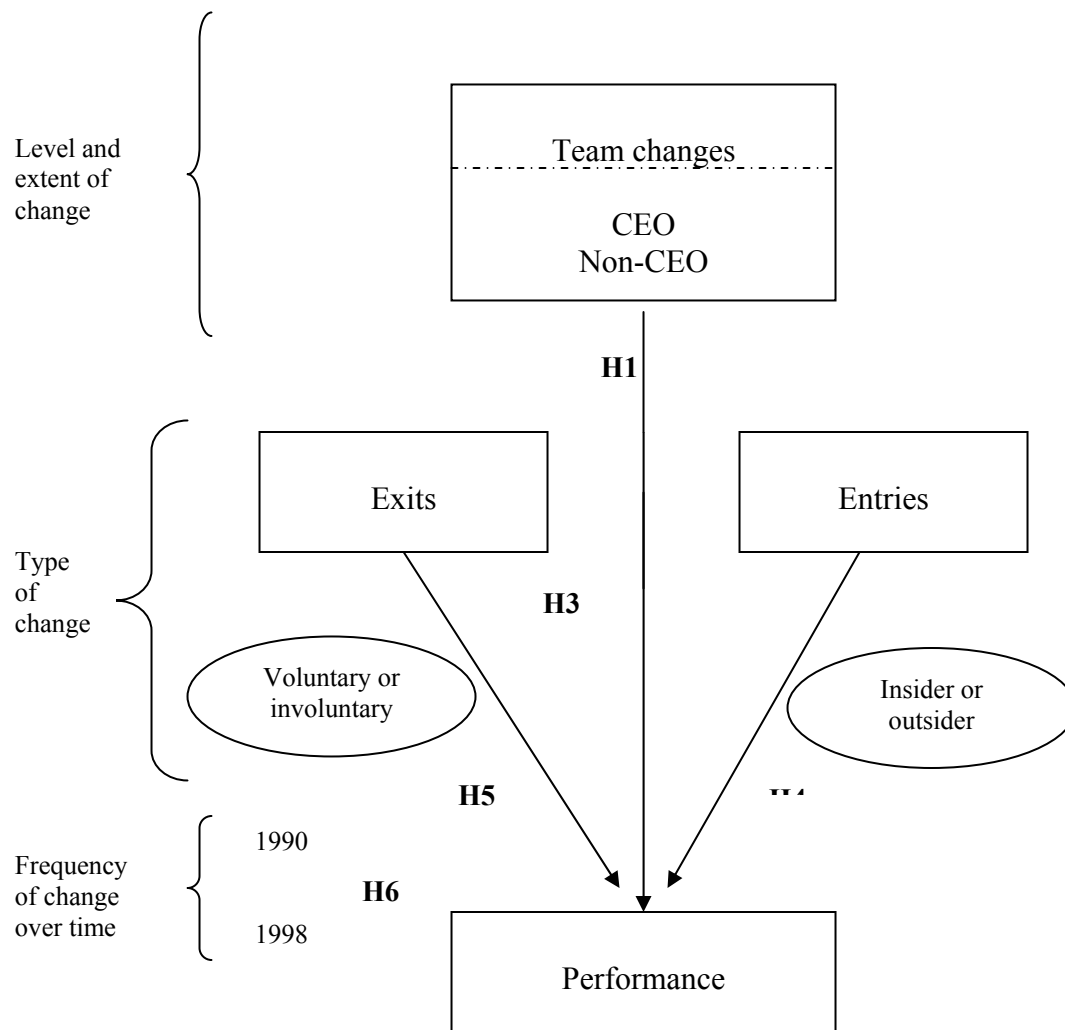 Level and
extent of
change
Team changes
CEO
Non-CEO
H1
Exits
Entries
Type
of
change
H3
Voluntary or
involuntary
Insider or
outsider
H5
1990
Frequency
of change
over time
H6
1998
Performance